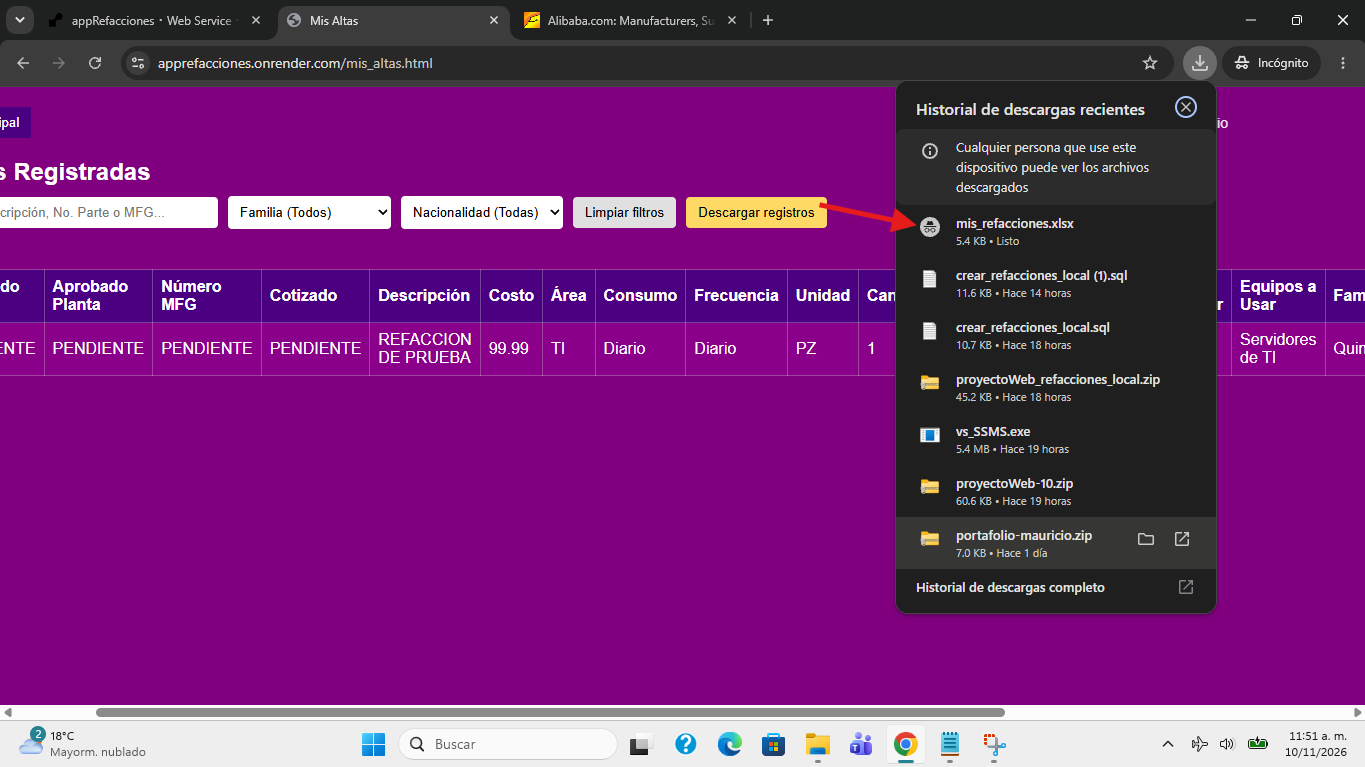 appRefacciones · Web Service
Mis Altas
Alibaba.com: Manufacturers, Su
apprefacciones.onrender.com/mis_altas.html
Incógnito
ipal
io
s Registradas
cripción, No. Parte o MFG...
Familia (Todos)
Nacionalidad (Todas)
Limpiar filtros
Descargar registros
do
Aprobado
Planta
Número
MFG
Cotizado
Descripción
Costo
Área
Consumo
Frecuencia
Unidad
Can
r
Equipos a
Usar
Fam
ENTE
PENDIENTE
PENDIENTE
PENDIENTE
REFACCION
DE PRUEBA
99.99
TI
Diario
Diario
PZ
1
Servidores
de TI
Quin
Historial de descargas recientes
Cualquier persona que use este
dispositivo puede ver los archivos
descargados
mis_refacciones.xlsx
5.4 KB • Listo
crear_refacciones_local (1).sql
11.6 KB • Hace 14 horas
crear_refacciones_local.sql
10.7 KB • Hace 18 horas
proyectoWeb_refacciones_local.zip
45.2 KB • Hace 18 horas
vs_SSMS.exe
5.4 MB • Hace 19 horas
proyectoWeb-10.zip
60.6 KB • Hace 19 horas
portafolio-mauricio.zip
7.0 KB • Hace 1 día
Historial de descargas completo
2
18°C
Mayorm. nublado
Buscar
11:51 a. m.
10/11/2026